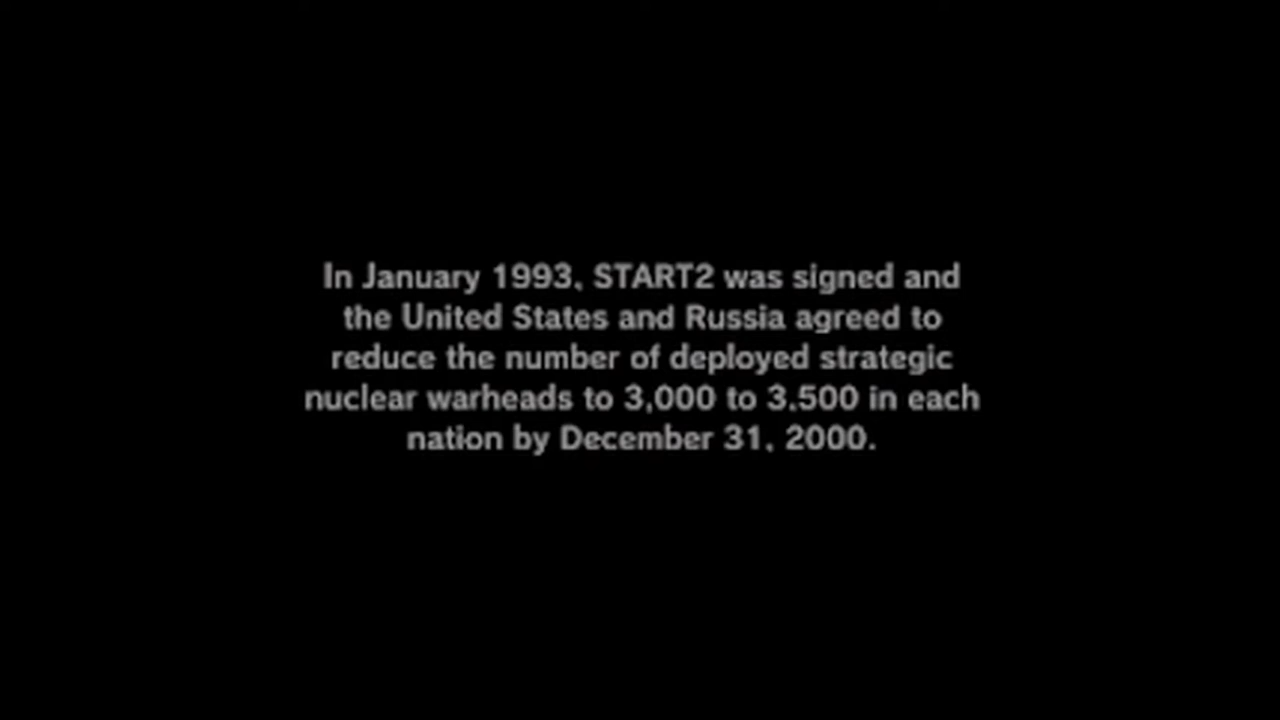 In January 1993, START2 was signed and
the United States and Russia agreed to
reduce the number of deployed strategic
nuclear warheads to 3,000 to 3,500 in each
nation by December 31, 2000.